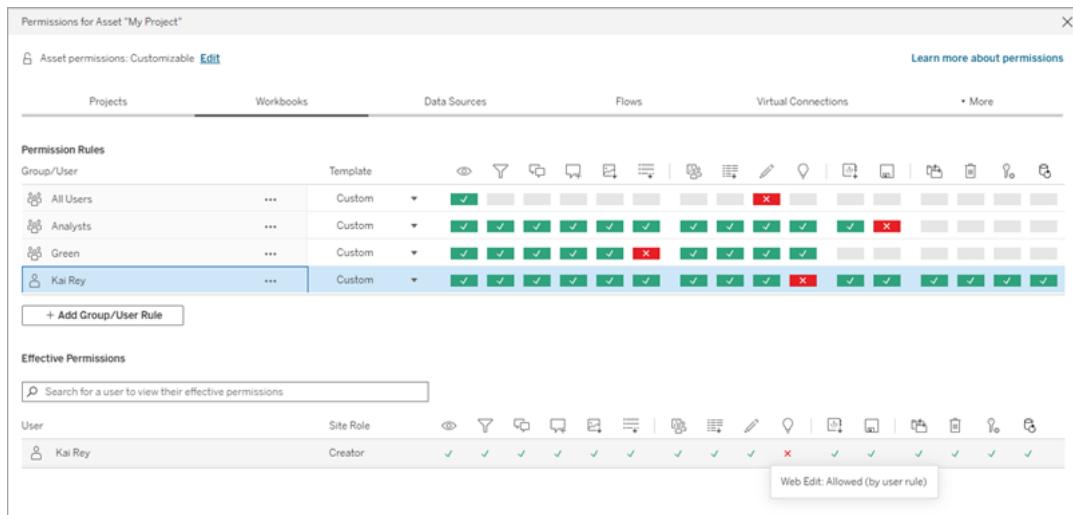 Permissions for Asset "My Project"
Asset permissions: Customizable Edit
Learn more about permissions
Projects Workbooks Data Sources Flows Virtual Connections • More
Permission Rules
Group/User Template
All Users ••• Custom
Analysts ••• Custom
Green ••• Custom
Kai Rey ••• Custom
+ Add Group/User Rule
Effective Permissions
Search for a user to view their effective permissions
User Site Role
Kai Rey Creator
Web Edit: Allowed (by user rule)